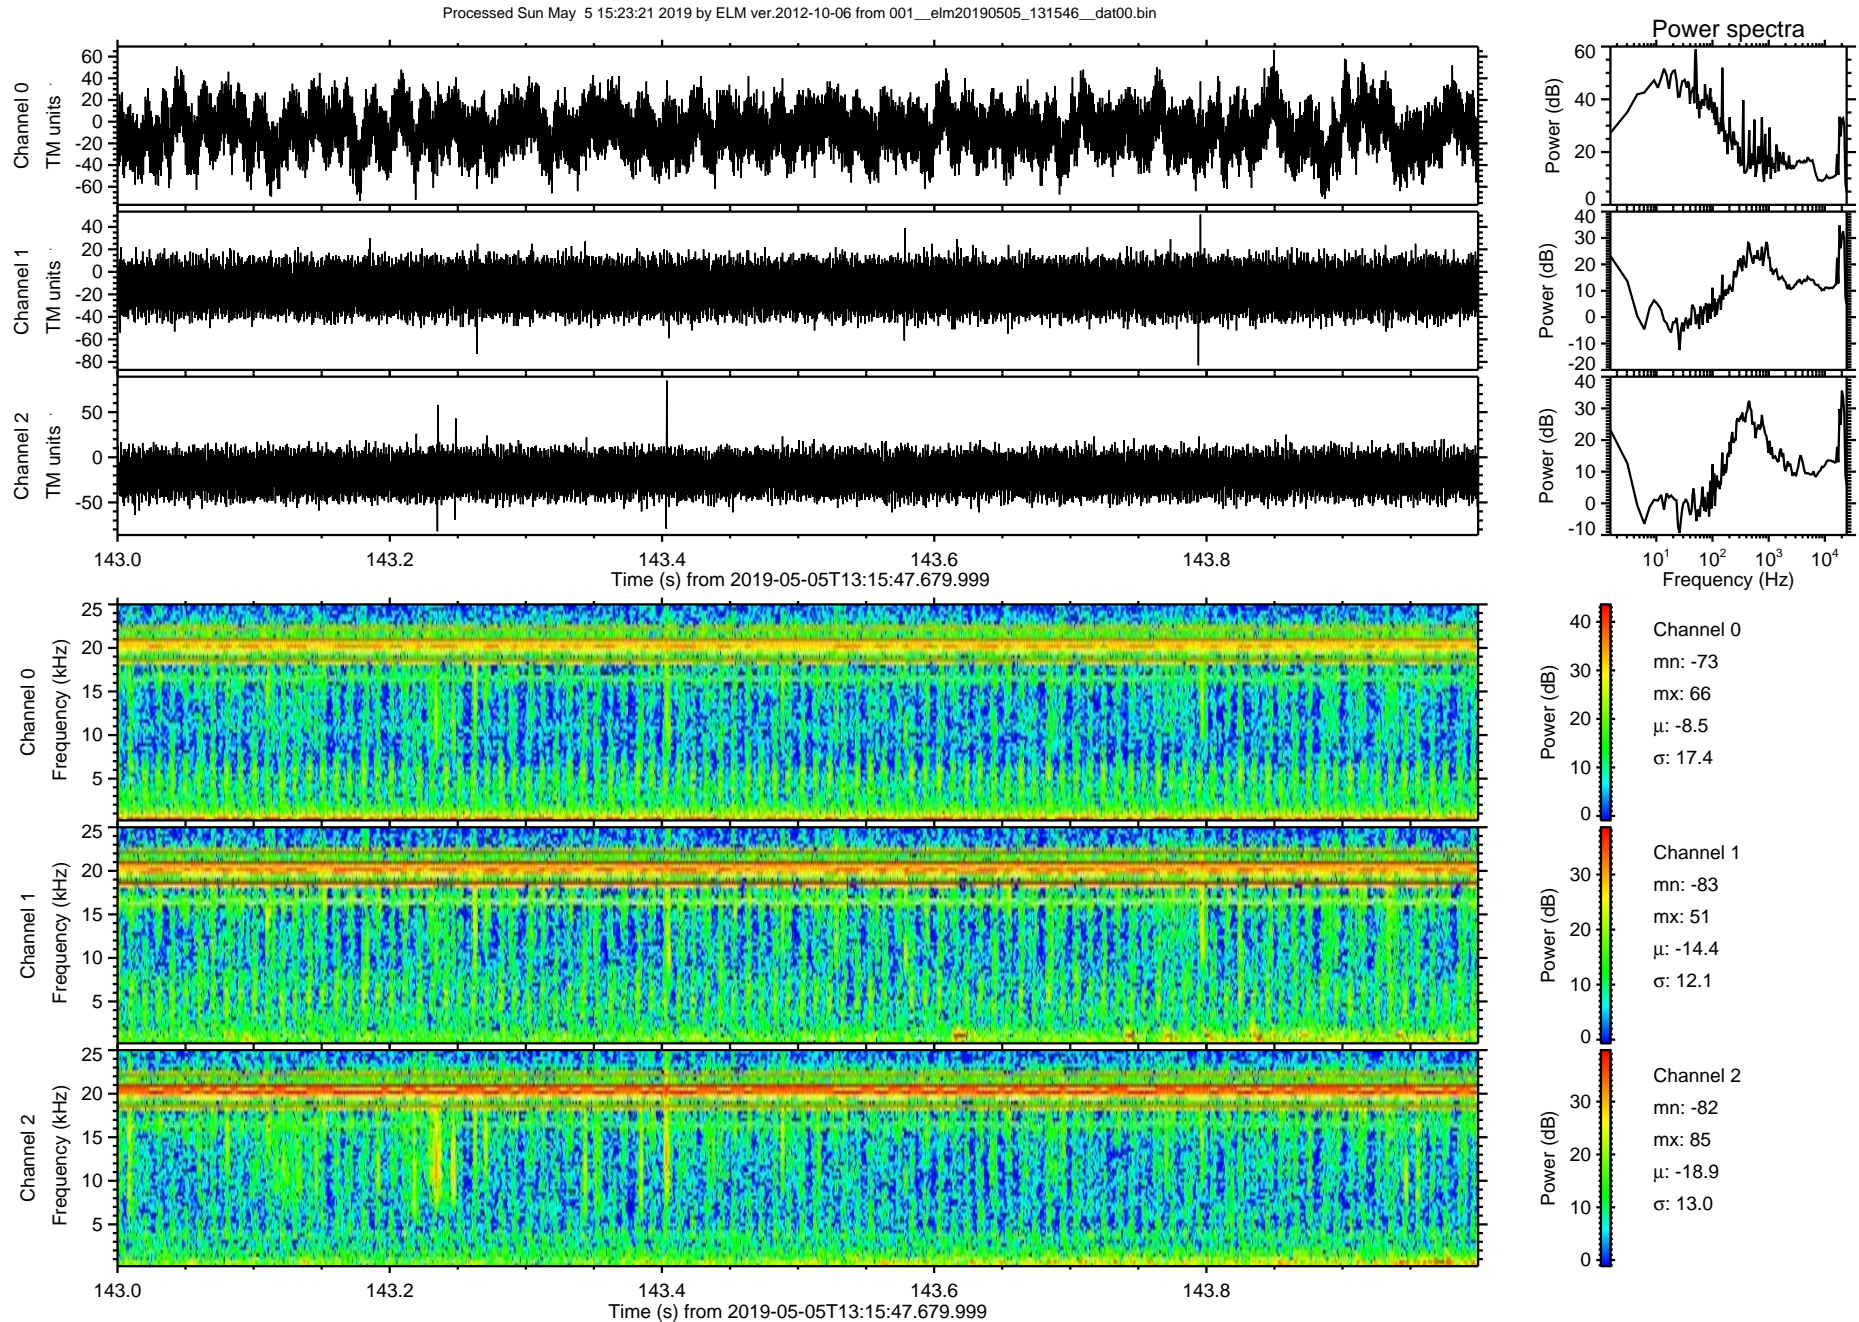 Processed Sun May  5 15:23:21 2019 by ELM ver.2012-10-06 from 001__elm20190505_131546__dat00.bin
Power spectra
Channel 0
TM units
60
40
20
0
-20
-40
-60
Power (dB)
60
40
20
0
Channel 1
TM units
40
20
0
-20
-40
-60
-80
Power (dB)
40
30
20
10
0
-10
-20
Channel 2
TM units
50
0
-50
Power (dB)
40
30
20
10
0
-10
143.0 143.2 143.4 143.6 143.8
Time (s) from 2019-05-05T13:15:47.679.999
10¹ 10² 10³ 10⁴
Frequency (Hz)
Channel 0
Frequency (kHz)
25
20
15
10
5
Power (dB)
40
30
20
10
0
Channel 0
mn: -73
mx: 66
μ: -8.5
σ: 17.4
Channel 1
Frequency (kHz)
25
20
15
10
5
Power (dB)
30
20
10
0
Channel 1
mn: -83
mx: 51
μ: -14.4
σ: 12.1
Channel 2
Frequency (kHz)
25
20
15
10
5
Power (dB)
30
20
10
0
Channel 2
mn: -82
mx: 85
μ: -18.9
σ: 13.0
143.0 143.2 143.4 143.6 143.8
Time (s) from 2019-05-05T13:15:47.679.999